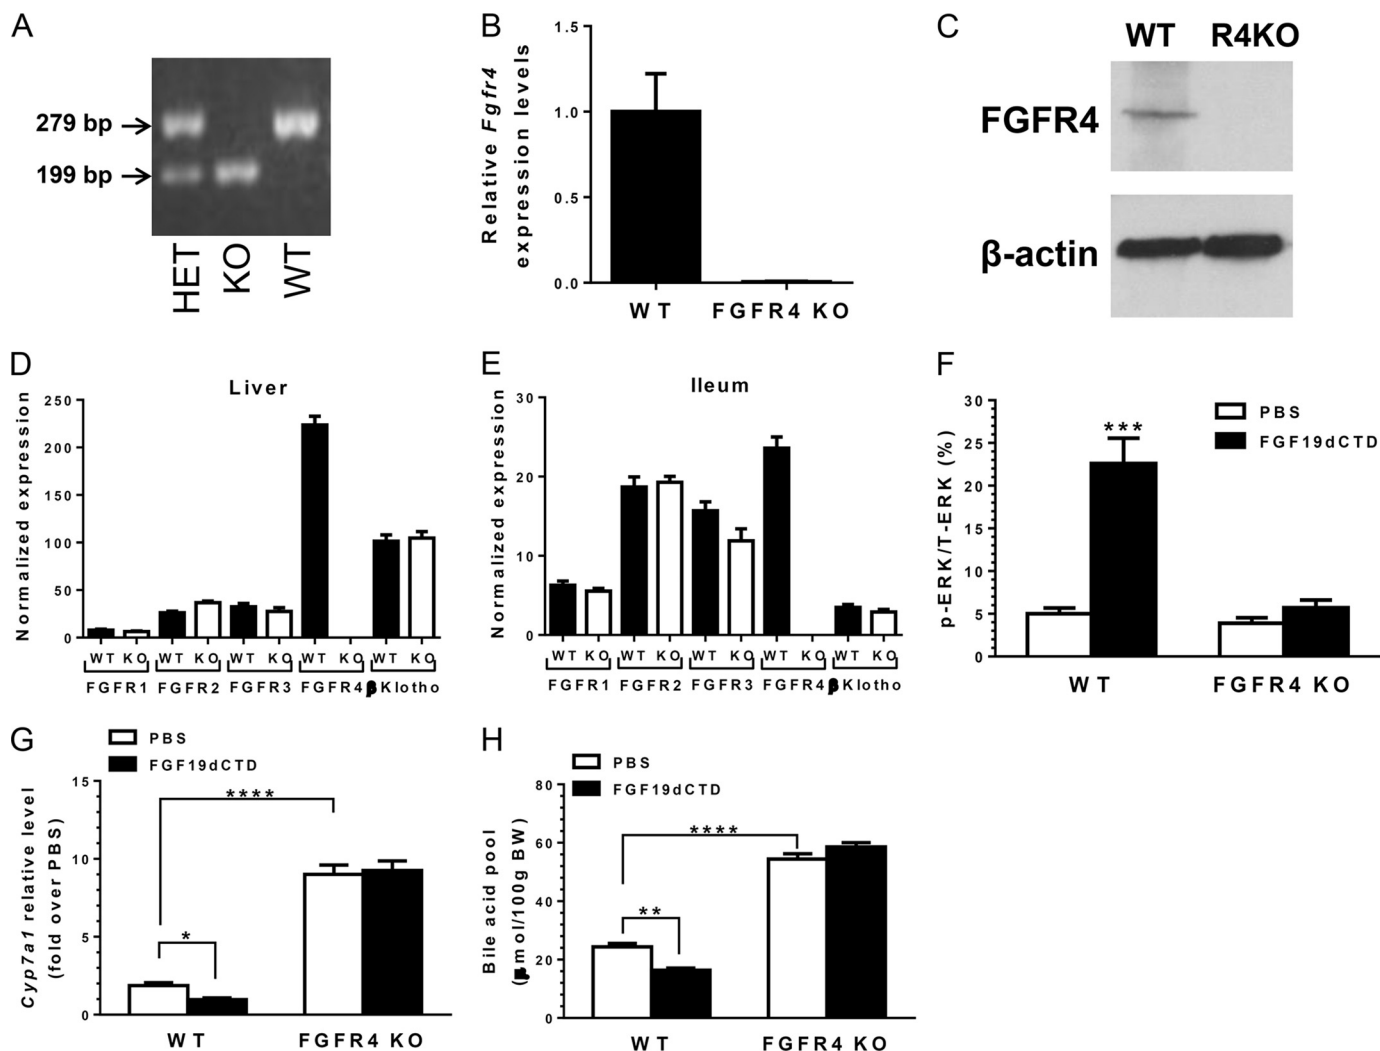 A
279 bp
199 bp
HET
KO
WT
B
Relative Fgfr4
expression levels
1.5
1.0
0.5
0.0
WT
FGFR4 KO
C
WT R4KO
FGFR4
β-actin
D
Liver
Normalized expression
250
200
150
100
50
0
WT KO WT KO WT KO WT KO WT KO
FGFR1 FGFR2 FGFR3 FGFR4 βKlotho
E
Ileum
Normalized expression
30
20
10
0
WT KO WT KO WT KO WT KO WT KO
FGFR1 FGFR2 FGFR3 FGFR4 βKlotho
F
p-ERK/T-ERK (%)
30
25
20
15
10
5
0
***
PBS
FGF19dCTD
WT
FGFR4 KO
G
PBS
FGF19dCTD
Cyp7a1 relative level
(fold over PBS)
15
10
5
0
****
*
WT
FGFR4 KO
H
PBS
FGF19dCTD
Bile acid pool
mol/100g BW)
80
60
40
20
0
****
**
WT
FGFR4 KO